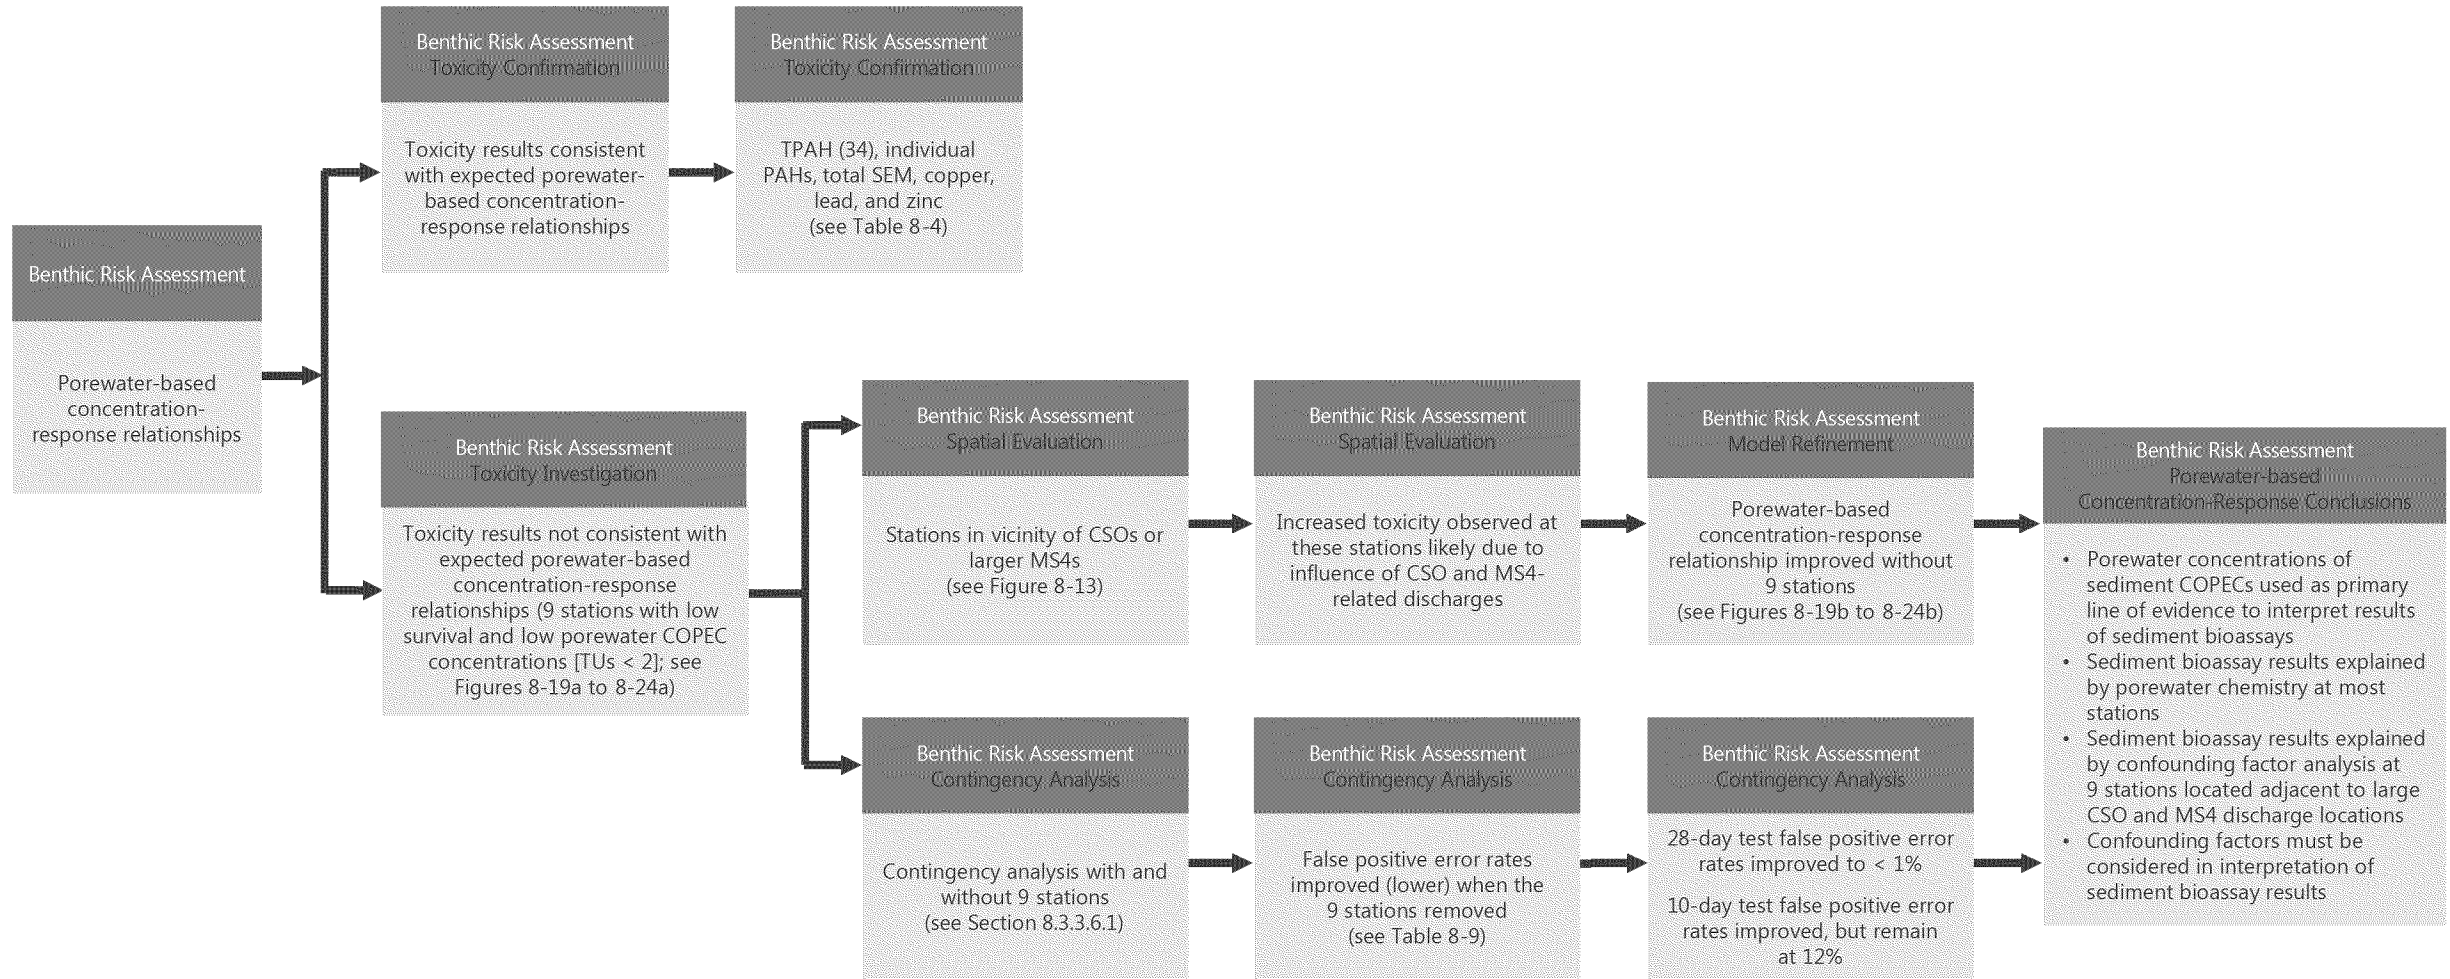 Benthic Risk Assessment
Porewater-based
concentration-
response relationships
Benthic Risk Assessment
Toxicity Confirmation
Toxicity results consistent
with expected porewater-
based concentration-
response relationships
Benthic Risk Assessment
Toxicity Confirmation
TPAH (34), individual
PAHs, total SEM, copper,
lead, and zinc
(see Table 8-4)
Benthic Risk Assessment
Toxicity Investigation
Toxicity results not consistent with
expected porewater-based
concentration-response
relationships (9 stations with low
survival and low porewater COPEC
concentrations [TUs < 2]; see
Figures 8-19a to 8-24a)
Benthic Risk Assessment
Spatial Evaluation
Stations in vicinity of CSOs or
larger MS4s
(see Figure 8-13)
Benthic Risk Assessment
Spatial Evaluation
Increased toxicity observed at
these stations likely due to
influence of CSO and MS4-
related discharges
Benthic Risk Assessment
Model Refinement
Porewater-based
concentration-response
relationship improved without
9 stations
(see Figures 8-19b to 8-24b)
Benthic Risk Assessment
Contingency Analysis
Contingency analysis with and
without 9 stations
(see Section 8.3.3.6.1)
Benthic Risk Assessment
Contingency Analysis
False positive error rates
improved (lower) when the
9 stations removed
(see Table 8-9)
Benthic Risk Assessment
Contingency Analysis
28-day test false positive error
rates improved to < 1%
10-day test false positive error
rates improved, but remain
at 12%
Benthic Risk Assessment
Porewater-based
Concentration-Response Conclusions
• Porewater concentrations of
sediment COPECs used as primary
line of evidence to interpret results
of sediment bioassays
• Sediment bioassay results explained
by porewater chemistry at most
stations
• Sediment bioassay results explained
by confounding factor analysis at
9 stations located adjacent to large
CSO and MS4 discharge locations
• Confounding factors must be
considered in interpretation of
sediment bioassay results